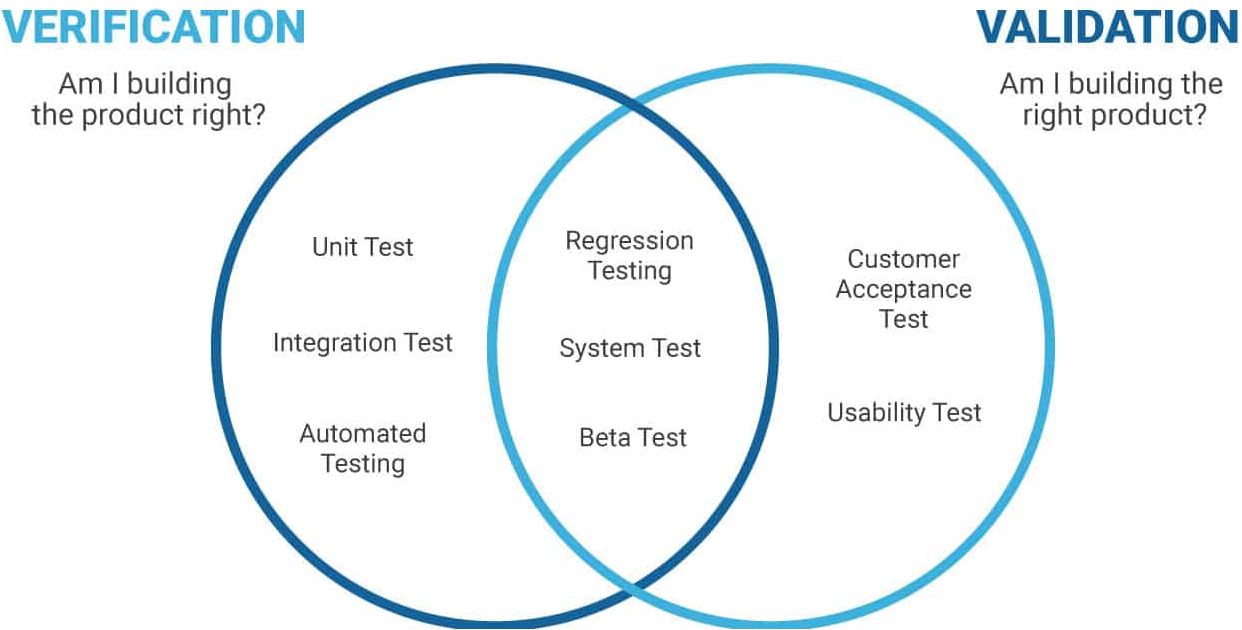 VERIFICATION
Am I building
the product right?
VALIDATION
Am I building the
right product?
Unit Test
Integration Test
Automated
Testing
Regression
Testing
System Test
Beta Test
Customer
Acceptance
Test
Usability Test